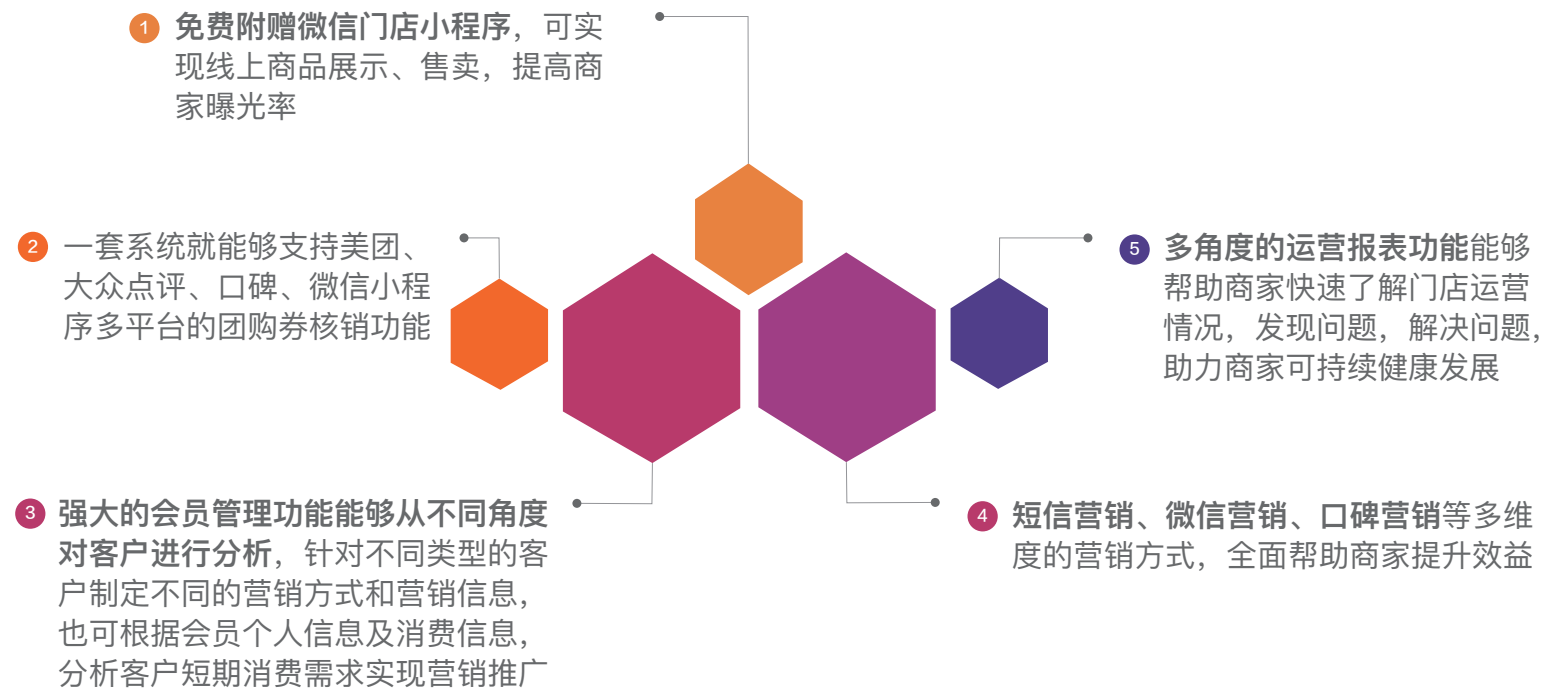 1 免费附赠微信门店小程序，可实
现线上商品展示、售卖，提高商
家曝光率
2 一套系统就能够支持美团、
大众点评、口碑、微信小程
序多平台的团购券核销功能
3 强大的会员管理功能能够从不同角度
对客户进行分析，针对不同类型的客
户制定不同的营销方式和营销信息，
也可根据会员个人信息及消费信息，
分析客户短期消费需求实现营销推广
4 短信营销、微信营销、口碑营销等多维
度的营销方式，全面帮助商家提升效益
5 多角度的运营报表功能能够
帮助商家快速了解门店运营
情况，发现问题，解决问题，
助力商家可持续健康发展